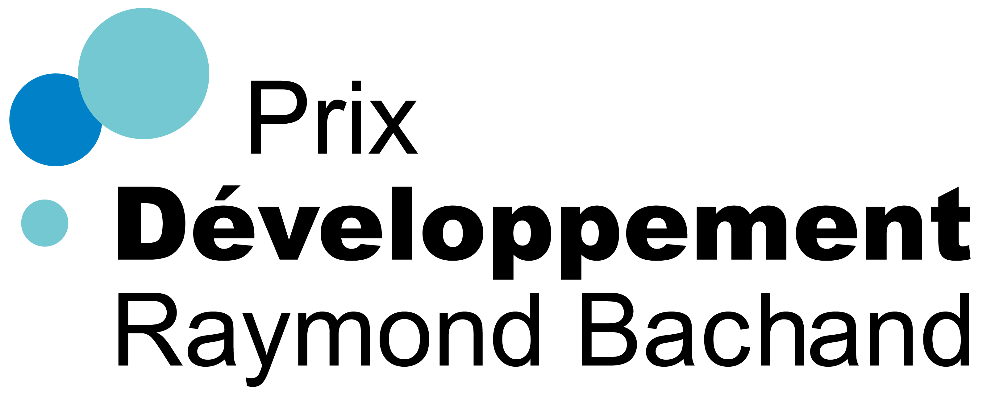 Prix
Développement
Raymond Bachand